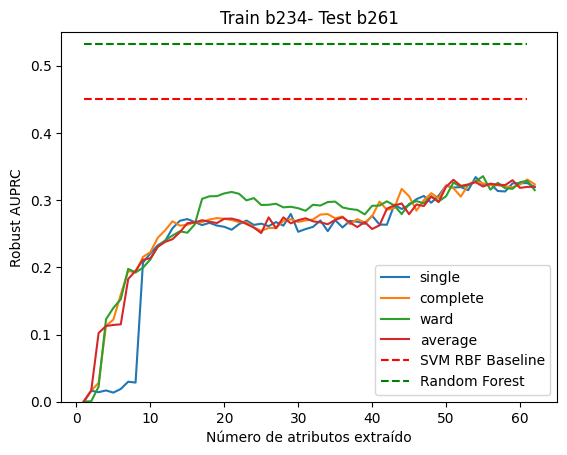 Train b234- Test b261
Robust AUPRC
0.5
0.4
0.3
0.2
0.1
0.0
0
10
20
30
40
50
60
Número de atributos extraído
single
complete
ward
average
SVM RBF Baseline
Random Forest